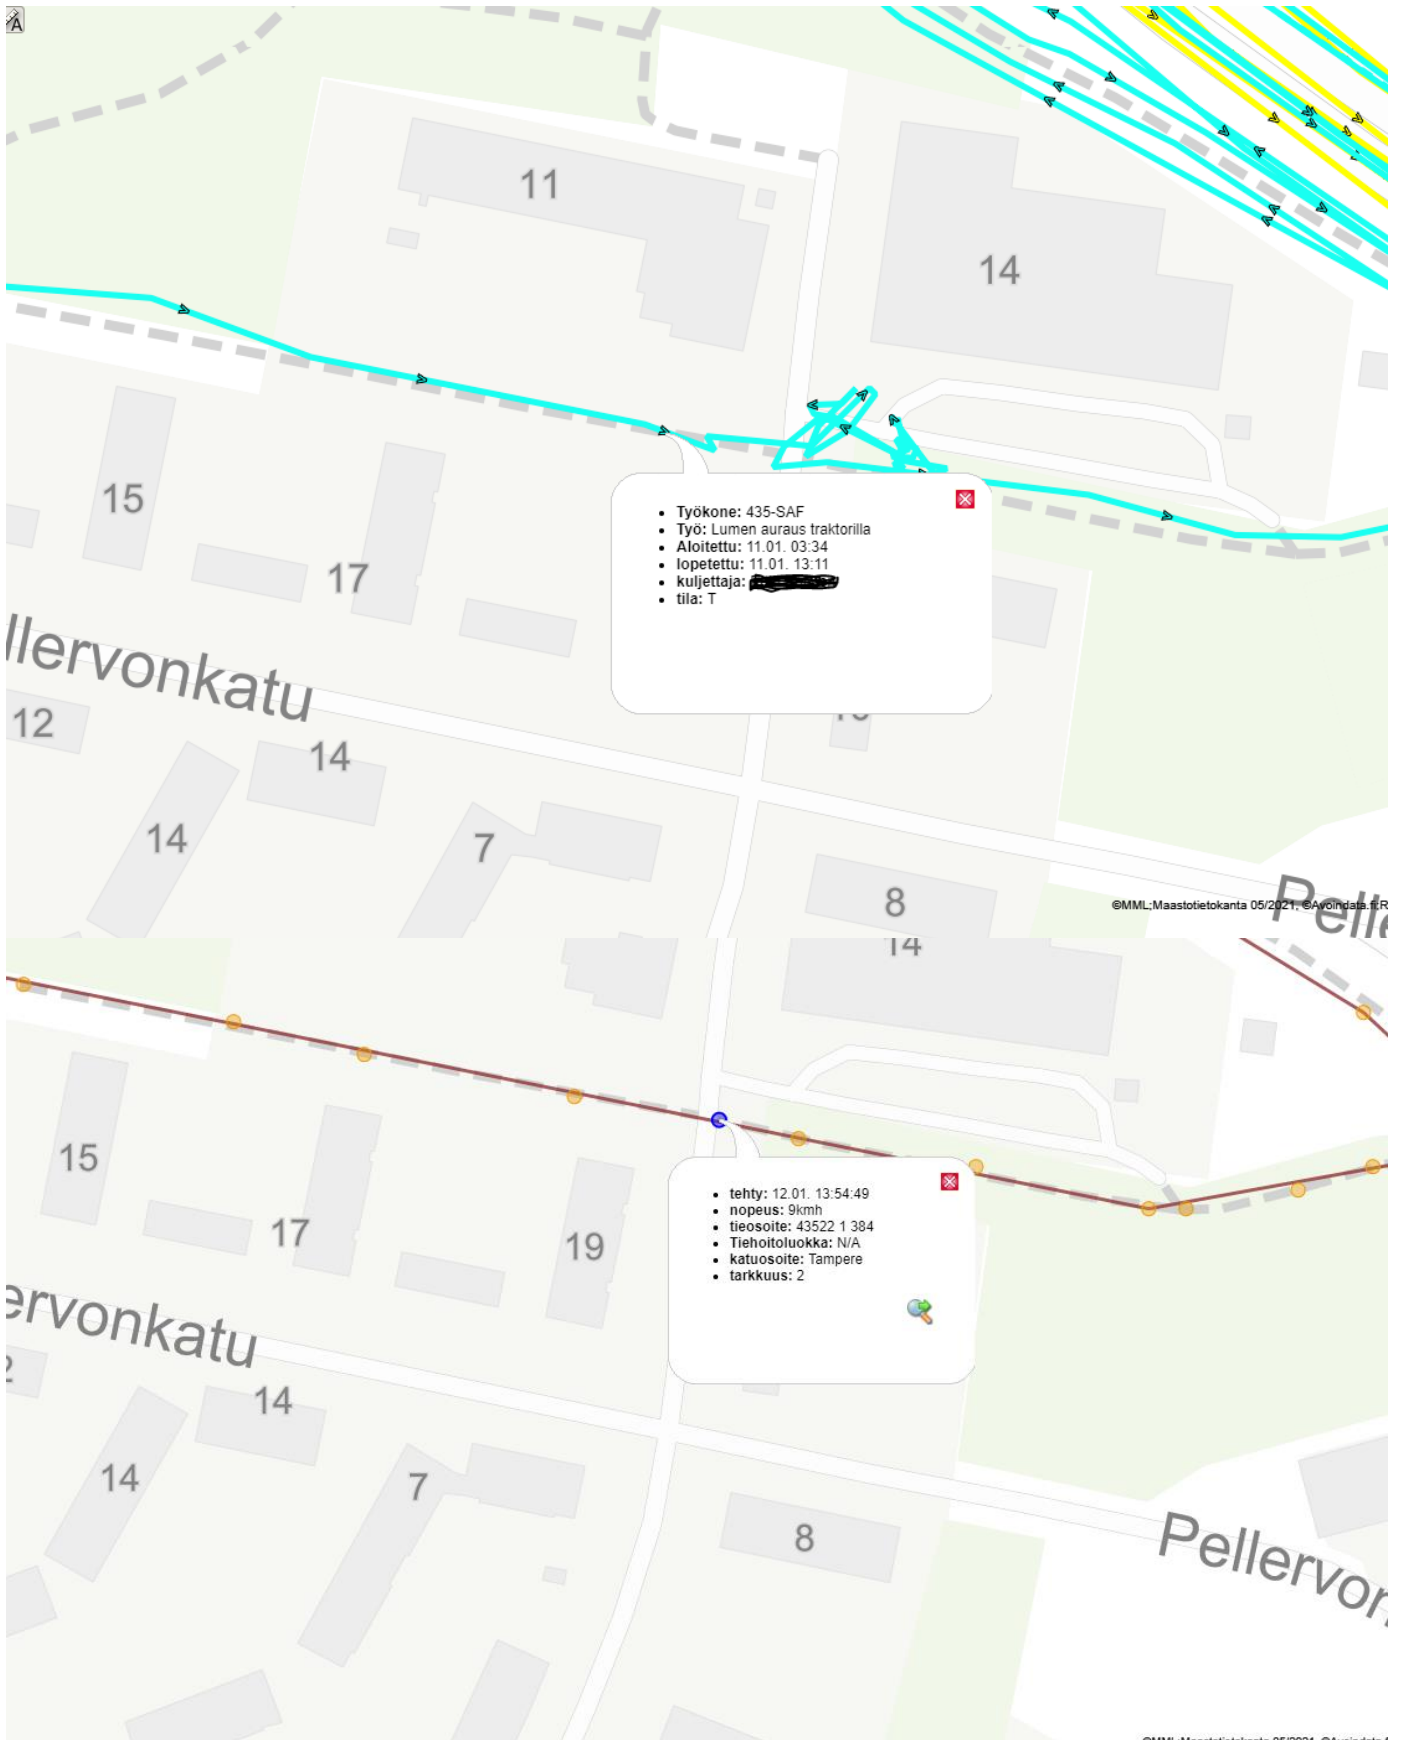 A
11
14
15
17
• Työkone: 435-SAF
• Työ: Lumen auraus traktorilla
• Aloitettu: 11.01. 03:34
• lopetettu: 11.01. 13:11
• kuljettaja:
• tila: T
llervonkatu
12
14
14
7
8
©MML;Maastotietokanta 05/2021, ©Avoindata.fi;R
Pelle
14
15
17
19
• tehty: 12.01. 13:54:49
• nopeus: 9kmh
• tieosoite: 43522 1 384
• Tiehoitoluokka: N/A
• katuosoite: Tampere
• tarkkuus: 2
ervonkatu
2
14
14
7
8
Pellervon